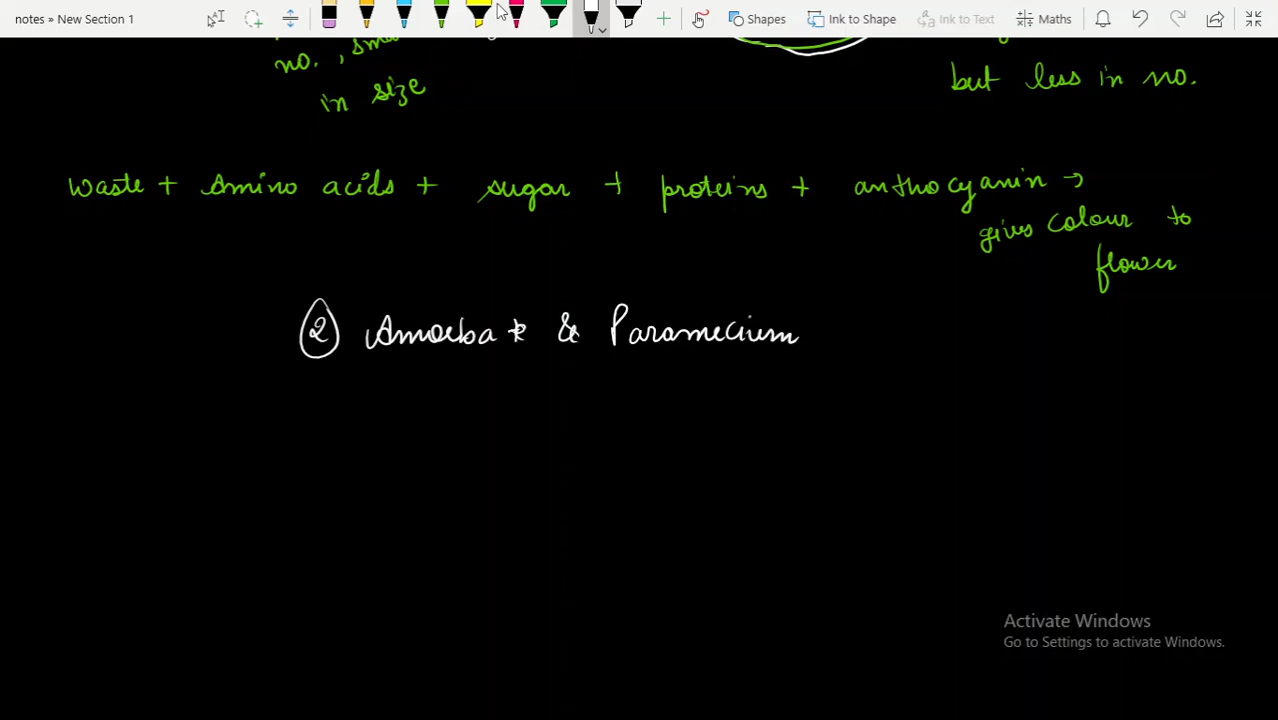 notes » New Section 1
Shapes
Ink to Shape
Ink to Text
Maths
no., small
in size
but less in no.
waste + Amino acids + sugar + proteins + anthocyanin →
gives colour to
flower
② Amoeba & Paramecium
Activate Windows
Go to Settings to activate Windows.